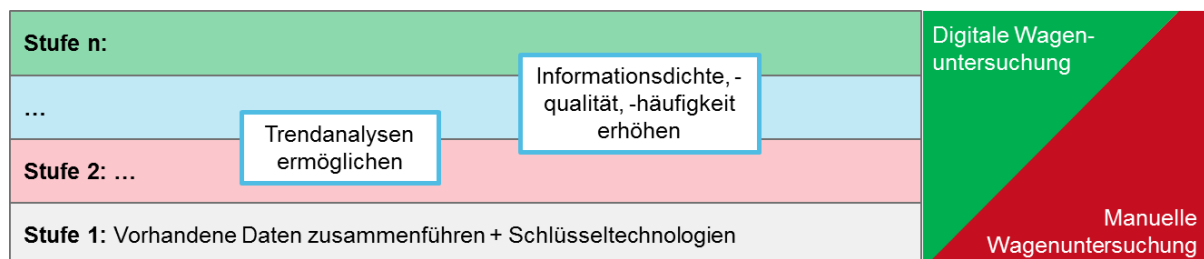 Stufe n:
…
Stufe 2: …
Stufe 1: Vorhandene Daten zusammenführen + Schlüsseltechnologien
Trendanalysen
ermöglichen
Informationsdichte, -
qualität, -häufigkeit
erhöhen
Digitale Wagen-
untersuchung
Manuelle
Wagenuntersuchung